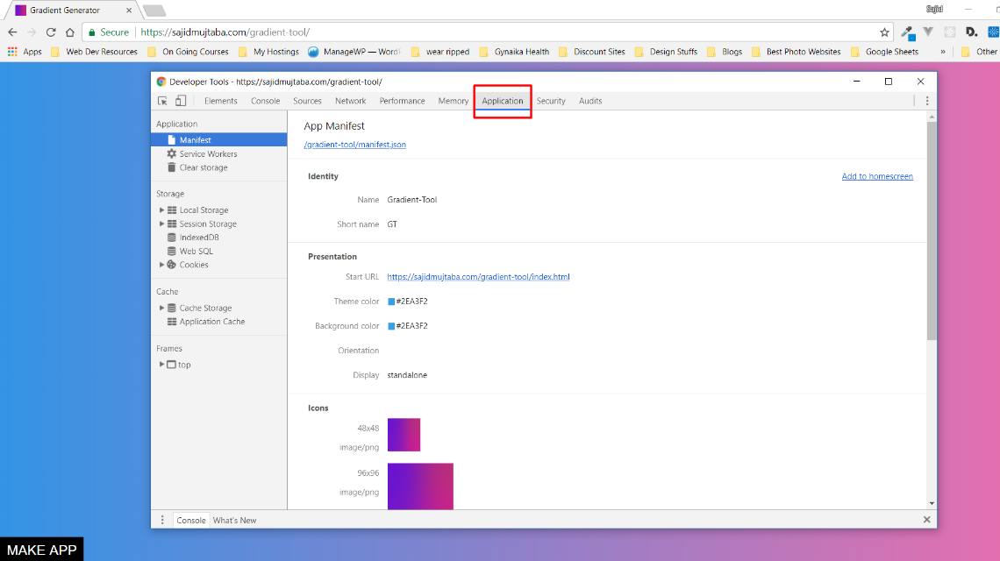 Gradient Generator
Sajid
Secure https://sajidmujtaba.com/gradient-tool/
D.
Apps Web Dev Resources On Going Courses My Hostings ManageWP — Word wear ripped Gynaika Health Discount Sites Design Stuffs Blogs Best Photo Websites Google Sheets » Other
Developer Tools - https://sajidmujtaba.com/gradient-tool/
Elements Console Sources Network Performance Memory Application Security Audits
Application
Manifest
Service Workers
Clear storage
Storage
Local Storage
Session Storage
IndexedDB
Web SQL
Cookies
Cache
Cache Storage
Application Cache
Frames
top
App Manifest
/gradient-tool/manifest.json
Identity Add to homescreen
Name Gradient-Tool
Short name GT
Presentation
Start URL https://sajidmujtaba.com/gradient-tool/index.html
Theme color #2EA3F2
Background color #2EA3F2
Orientation
Display standalone
Icons
48x48
image/png
96x96
image/png
Console What's New
MAKE APP